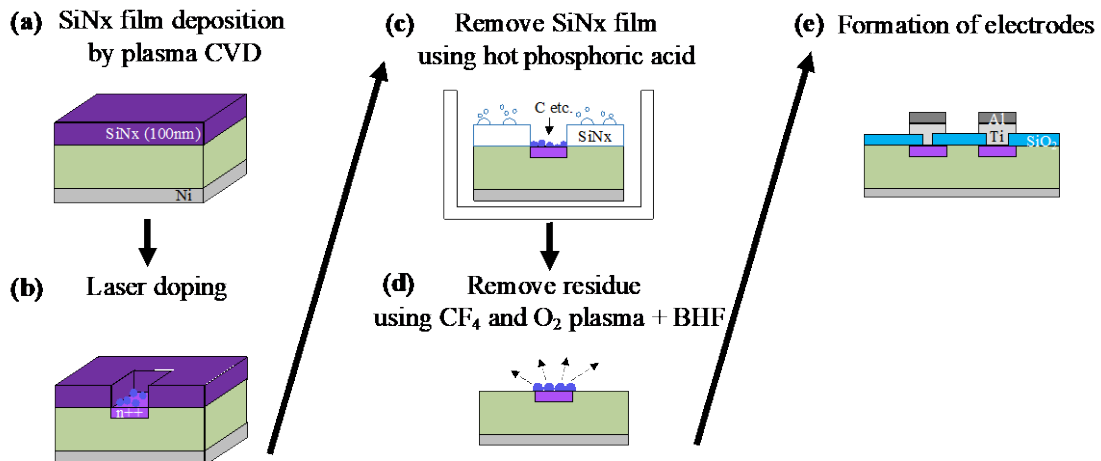 (a) SiNx film deposition
by plasma CVD
SiNx (100nm)
Ni
(b) Laser doping
n++
(c) Remove SiNx film
using hot phosphoric acid
C etc.
SiNx
(d) Remove residue
using CF₄ and O₂ plasma + BHF
(e) Formation of electrodes
Al
Ti
SiO₂